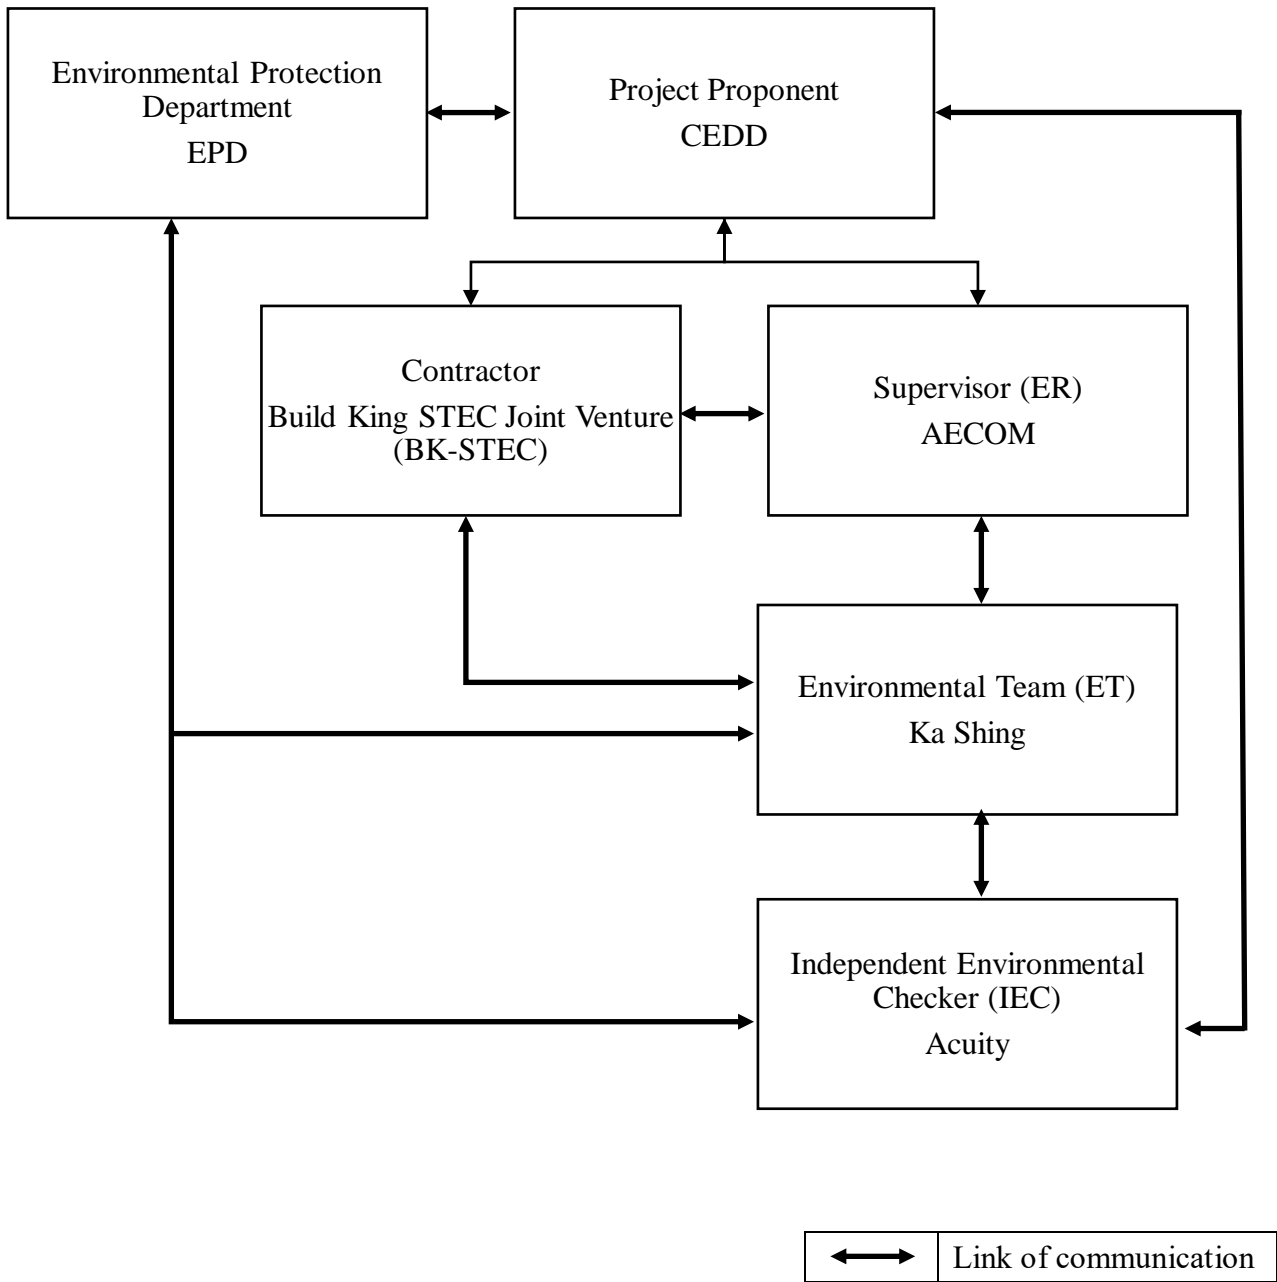 Environmental Protection
Department
EPD
Project Proponent
CEDD
Contractor
Build King STEC Joint Venture
(BK-STEC)
Supervisor (ER)
AECOM
Environmental Team (ET)
Ka Shing
Independent Environmental
Checker (IEC)
Acuity
Link of communication